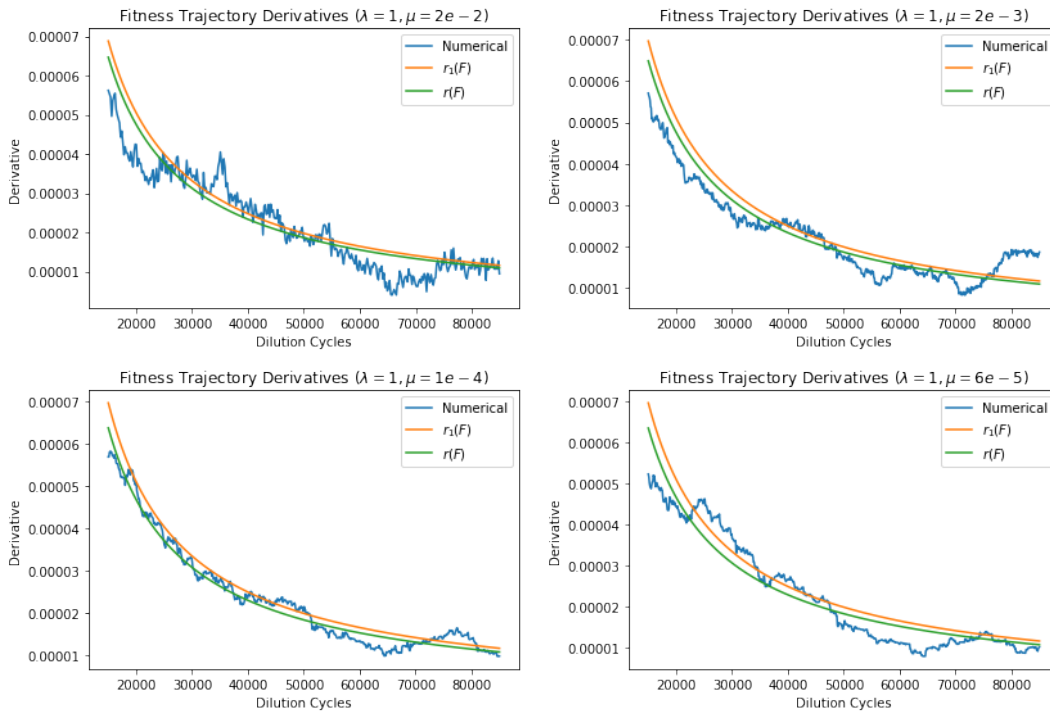 Fitness Trajectory Derivatives (λ = 1, μ = 2e − 2)
0.00007
0.00006
0.00005
0.00004
0.00003
0.00002
0.00001
Derivative
Numerical
r₁(F)
r(F)
20000 30000 40000 50000 60000 70000 80000
Dilution Cycles
Fitness Trajectory Derivatives (λ = 1, μ = 2e − 3)
0.00007
0.00006
0.00005
0.00004
0.00003
0.00002
0.00001
Derivative
Numerical
r₁(F)
r(F)
20000 30000 40000 50000 60000 70000 80000
Dilution Cycles
Fitness Trajectory Derivatives (λ = 1, μ = 1e − 4)
0.00007
0.00006
0.00005
0.00004
0.00003
0.00002
0.00001
Derivative
Numerical
r₁(F)
r(F)
20000 30000 40000 50000 60000 70000 80000
Dilution Cycles
Fitness Trajectory Derivatives (λ = 1, μ = 6e − 5)
0.00007
0.00006
0.00005
0.00004
0.00003
0.00002
0.00001
Derivative
Numerical
r₁(F)
r(F)
20000 30000 40000 50000 60000 70000 80000
Dilution Cycles